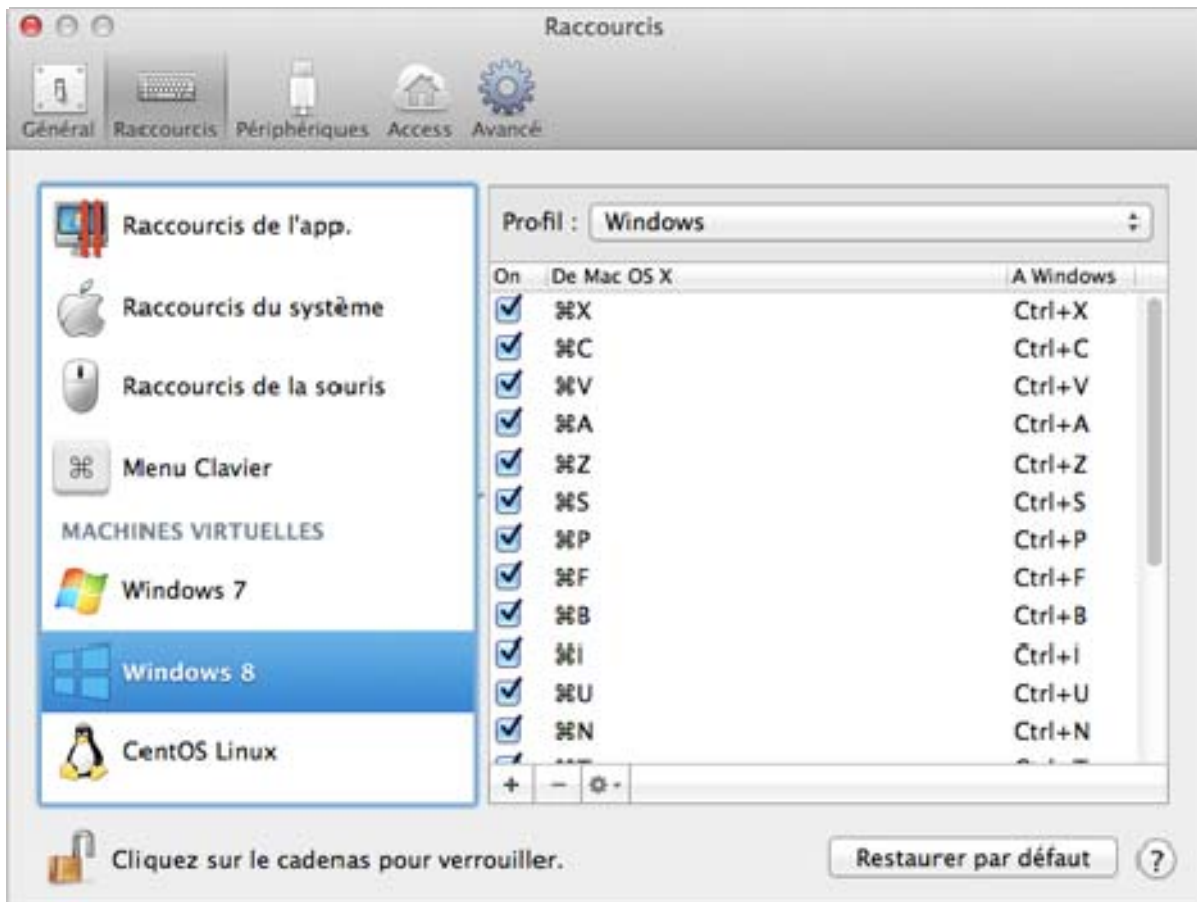 Raccourcis
Général Raccourcis Périphériques Access Avancé
Raccourcis de l'app.
Raccourcis du système
Raccourcis de la souris
⌘ Menu Clavier
MACHINES VIRTUELLES
Windows 7
Windows 8
CentOS Linux
Profil : Windows
On De Mac OS X A Windows
⌘X Ctrl+X
⌘C Ctrl+C
⌘V Ctrl+V
⌘A Ctrl+A
⌘Z Ctrl+Z
⌘S Ctrl+S
⌘P Ctrl+P
⌘F Ctrl+F
⌘B Ctrl+B
⌘I Ctrl+I
⌘U Ctrl+U
⌘N Ctrl+N
+ −
Cliquez sur le cadenas pour verrouiller.
Restaurer par défaut ?